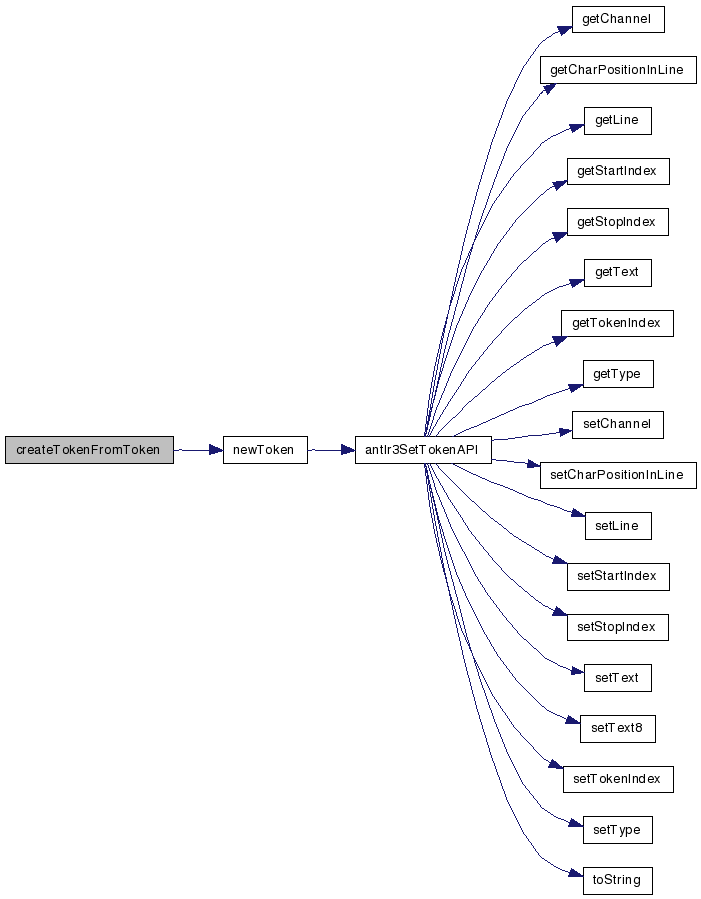 createTokenFromToken
newToken
antlr3SetTokenAPI
getChannel
getCharPositionInLine
getLine
getStartIndex
getStopIndex
getText
getTokenIndex
getType
setChannel
setCharPositionInLine
setLine
setStartIndex
setStopIndex
setText
setText8
setTokenIndex
setType
toString